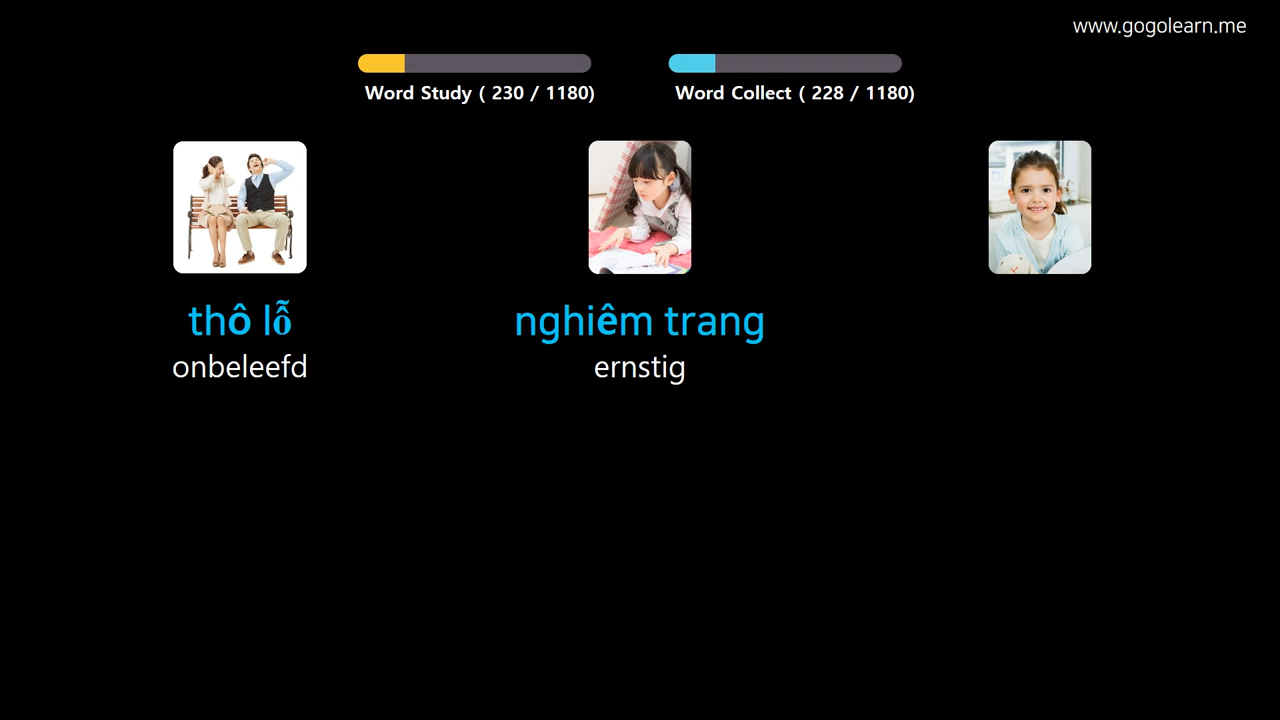 www.gogolearn.me
Word Study ( 230 / 1180)
Word Collect ( 228 / 1180)
thô lỗ
onbeleefd
nghiêm trang
ernstig